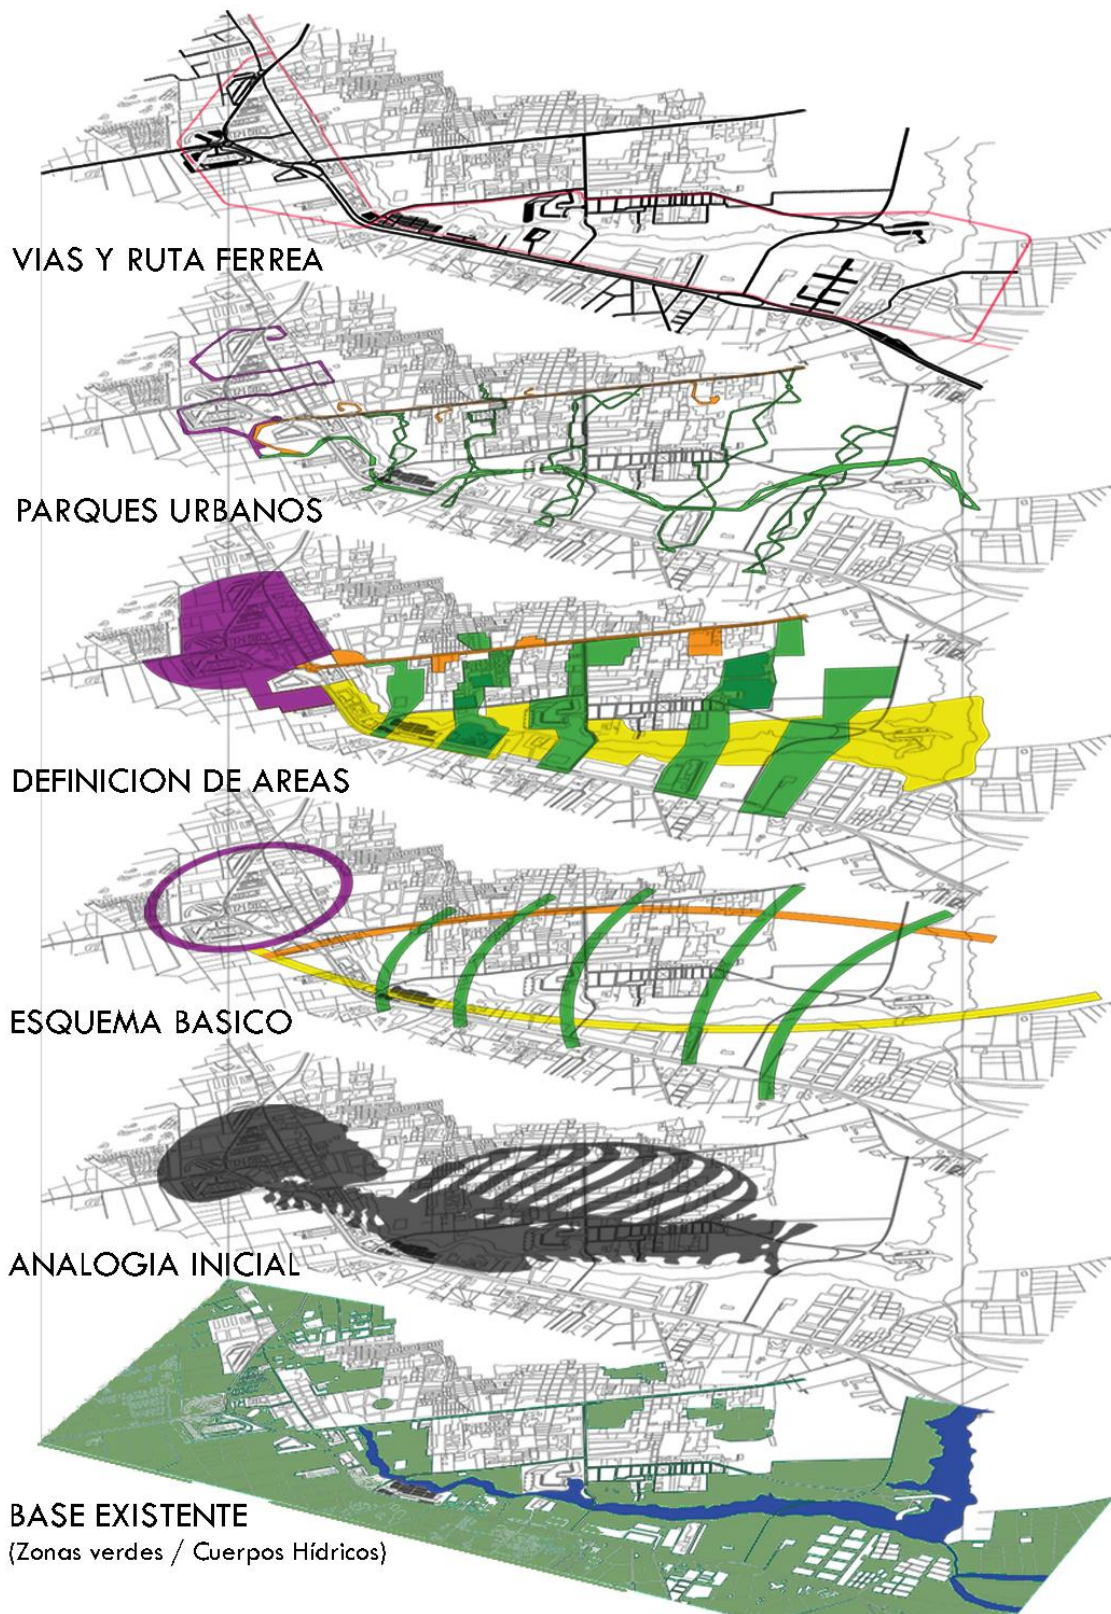 VIAS Y RUTA FERREA
PARQUES URBANOS
DEFINICION DE AREAS
ESQUEMA BASICO
ANALOGIA INICIAL
BASE EXISTENTE
(Zonas verdes / Cuerpos Hídricos)